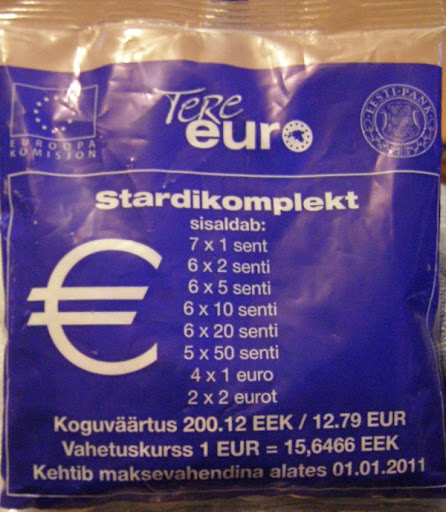 EUROOPA
KOMISJON
Tere
euro
EESTI PANK
stardikomplekt
sisaldab:
7 x 1 sent
6 x 2 senti
6 x 5 senti
6 x 10 senti
6 x 20 senti
5 x 50 senti
4 x 1 euro
2 x 2 eurot
€
Koguväärtus 200.12 EEK / 12.79 EUR
Vahetuskurss 1 EUR = 15,6466 EEK
Kehtib maksevahendina alates 01.01.2011